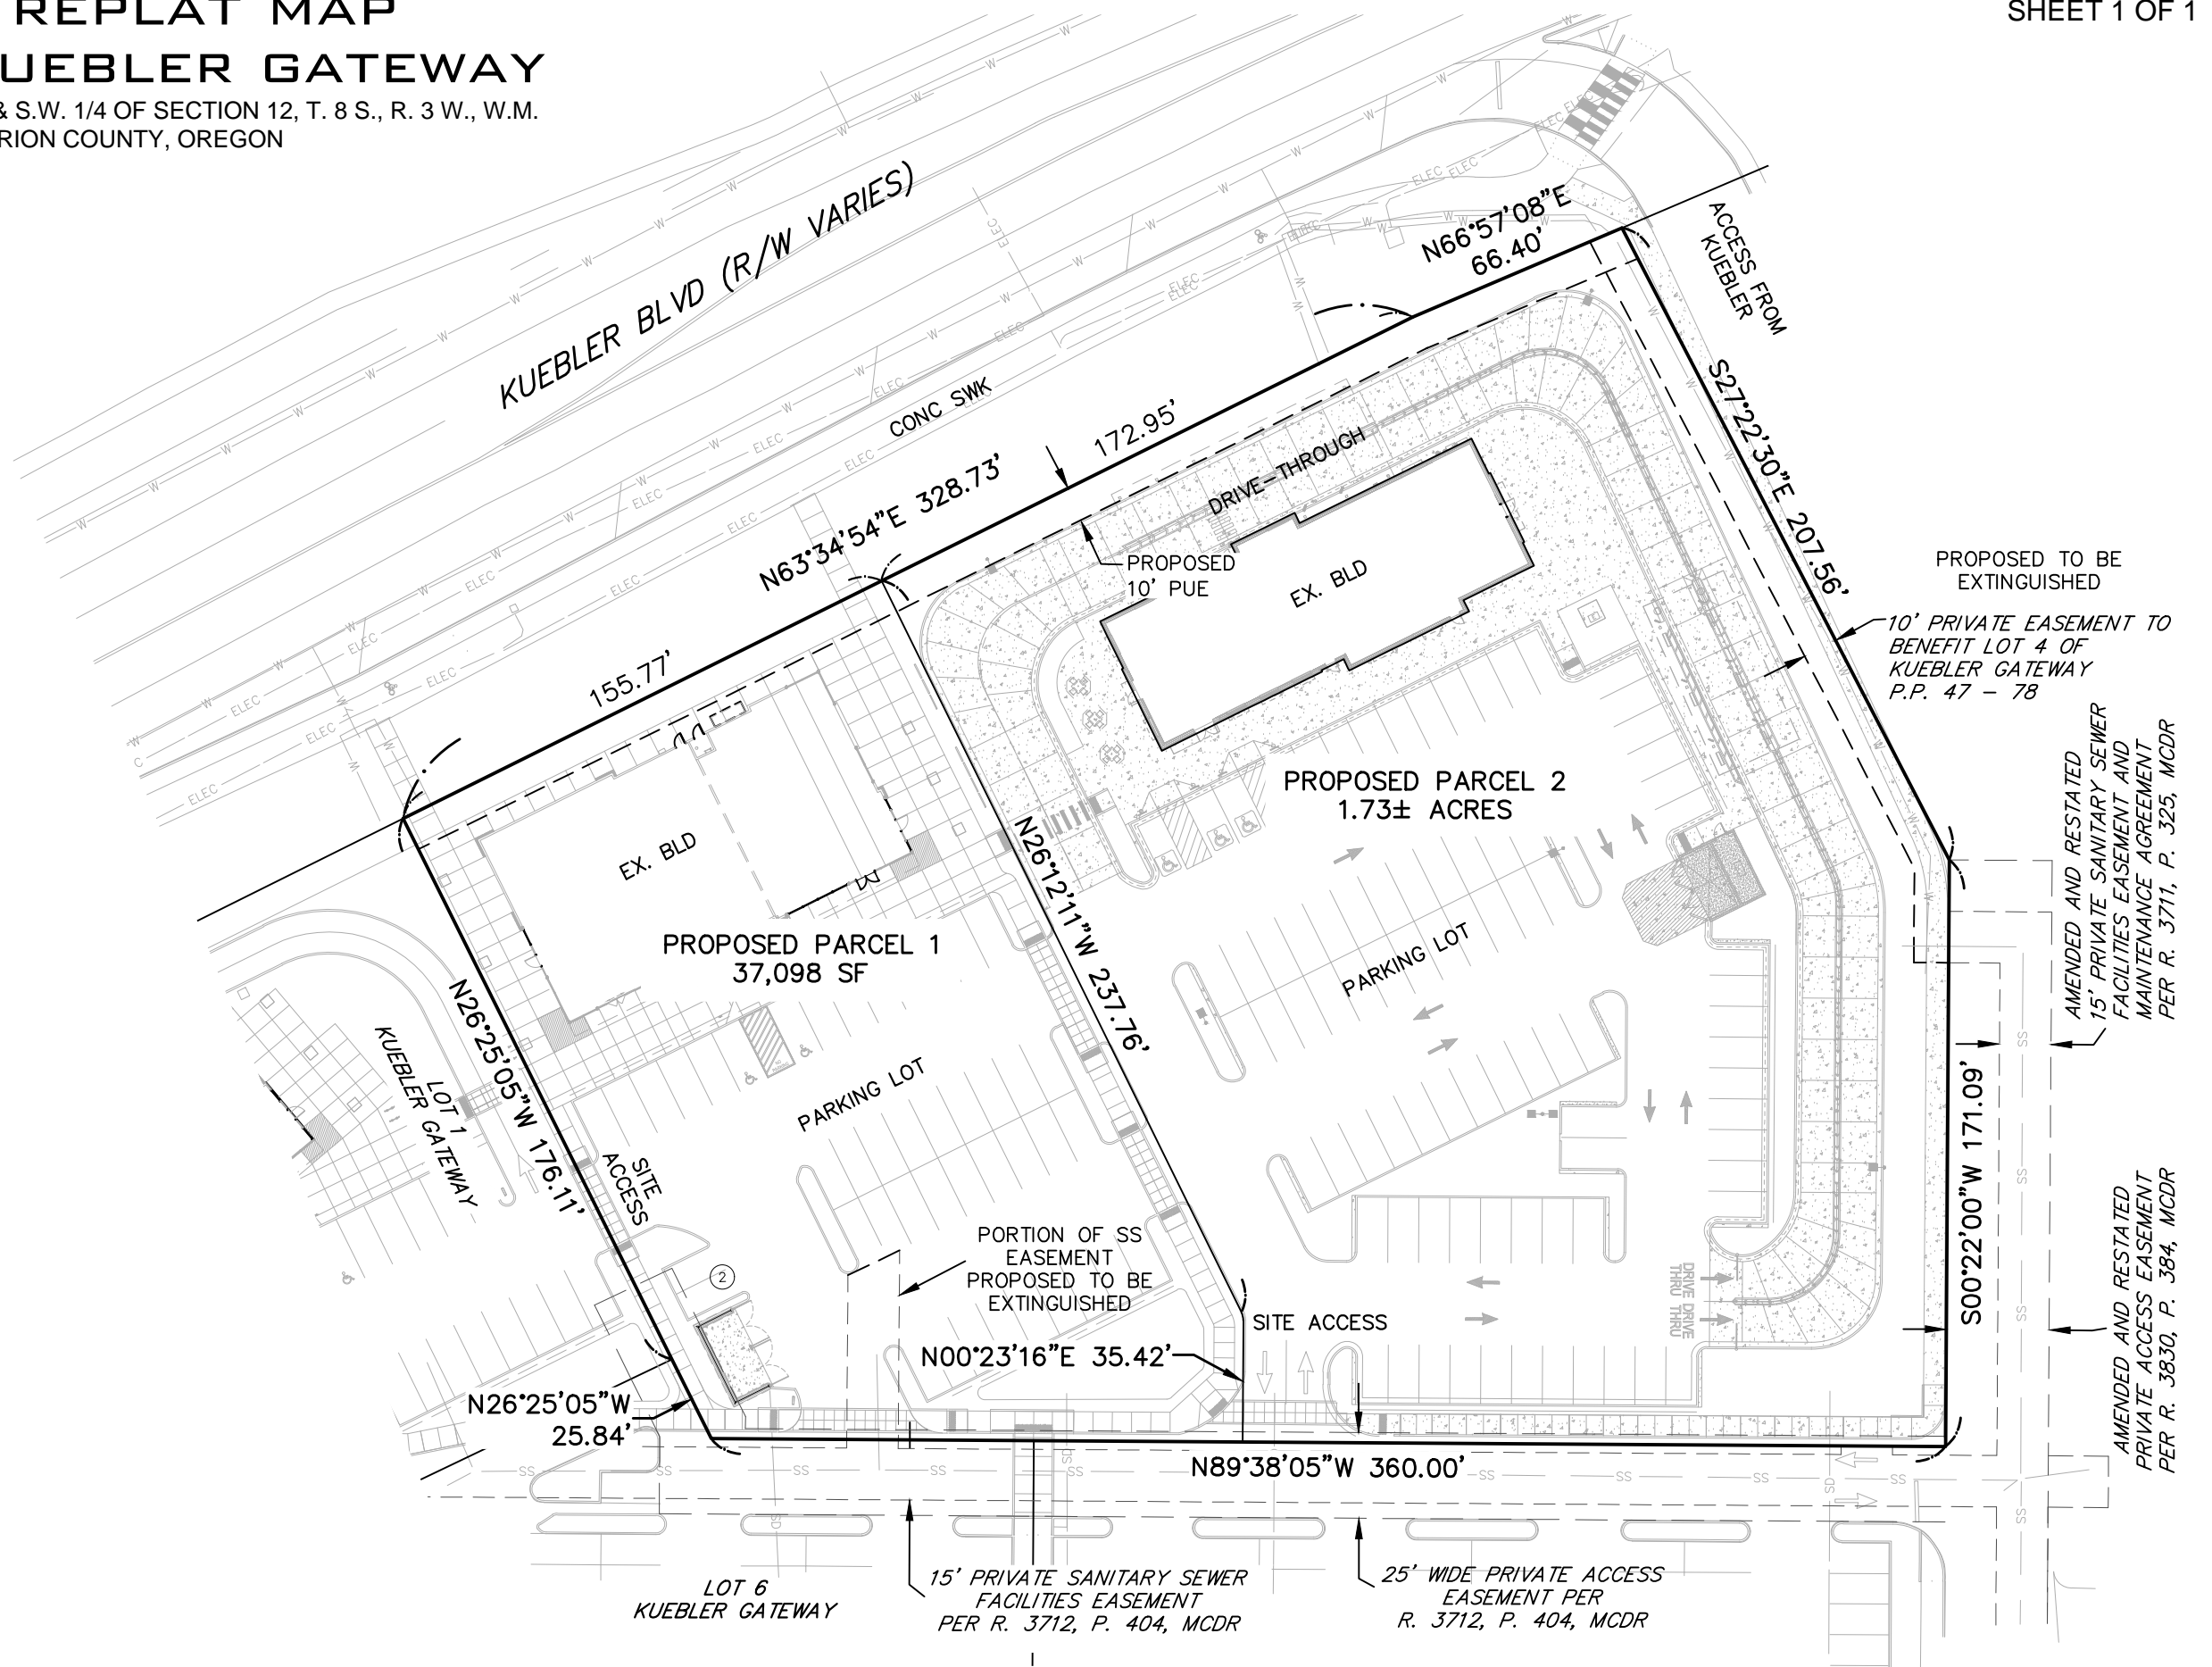 REPLAT MAP
UEBLER GATEWAY
& S.W. 1/4 OF SECTION 12, T. 8 S., R. 3 W., W.M.
RION COUNTY, OREGON
SHEET 1 OF 1
KUEBLER BLVD (R/W VARIES)
CONC SWK
N66°57'08"E
66.40'
ACCESS FROM
KUEBLER
S27°22'30"E 207.56'
172.95'
N63°34'54"E 328.73'
155.77'
DRIVE-THROUGH
PROPOSED
10' PUE
EX. BLD
PROPOSED TO BE
EXTINGUISHED
10' PRIVATE EASEMENT TO
BENEFIT LOT 4 OF
KUEBLER GATEWAY
P.P. 47 - 78
AMENDED AND RESTATED
15' PRIVATE SANITARY SEWER
FACILITIES EASEMENT AND
MAINTENANCE AGREEMENT
PER R. 3711, P. 325, MCDR
PROPOSED PARCEL 2
1.73± ACRES
EX. BLD
PROPOSED PARCEL 1
37,098 SF
N26°12'11"W 237.76'
PARKING LOT
PARKING LOT
N26°25'05"W 176.11'
LOT 1
KUEBLER GATEWAY
SITE
ACCESS
2
PORTION OF SS
EASEMENT
PROPOSED TO BE
EXTINGUISHED
SITE ACCESS
N00°23'16"E 35.42'
DRIVE DRIVE
THRU THRU
S00°22'00"W 171.09'
AMENDED AND RESTATED
PRIVATE ACCESS EASEMENT
PER R. 3830, P. 384, MCDR
N26°25'05"W
25.84'
N89°38'05"W 360.00'
LOT 6
KUEBLER GATEWAY
15' PRIVATE SANITARY SEWER
FACILITIES EASEMENT
PER R. 3712, P. 404, MCDR
25' WIDE PRIVATE ACCESS
EASEMENT PER
R. 3712, P. 404, MCDR